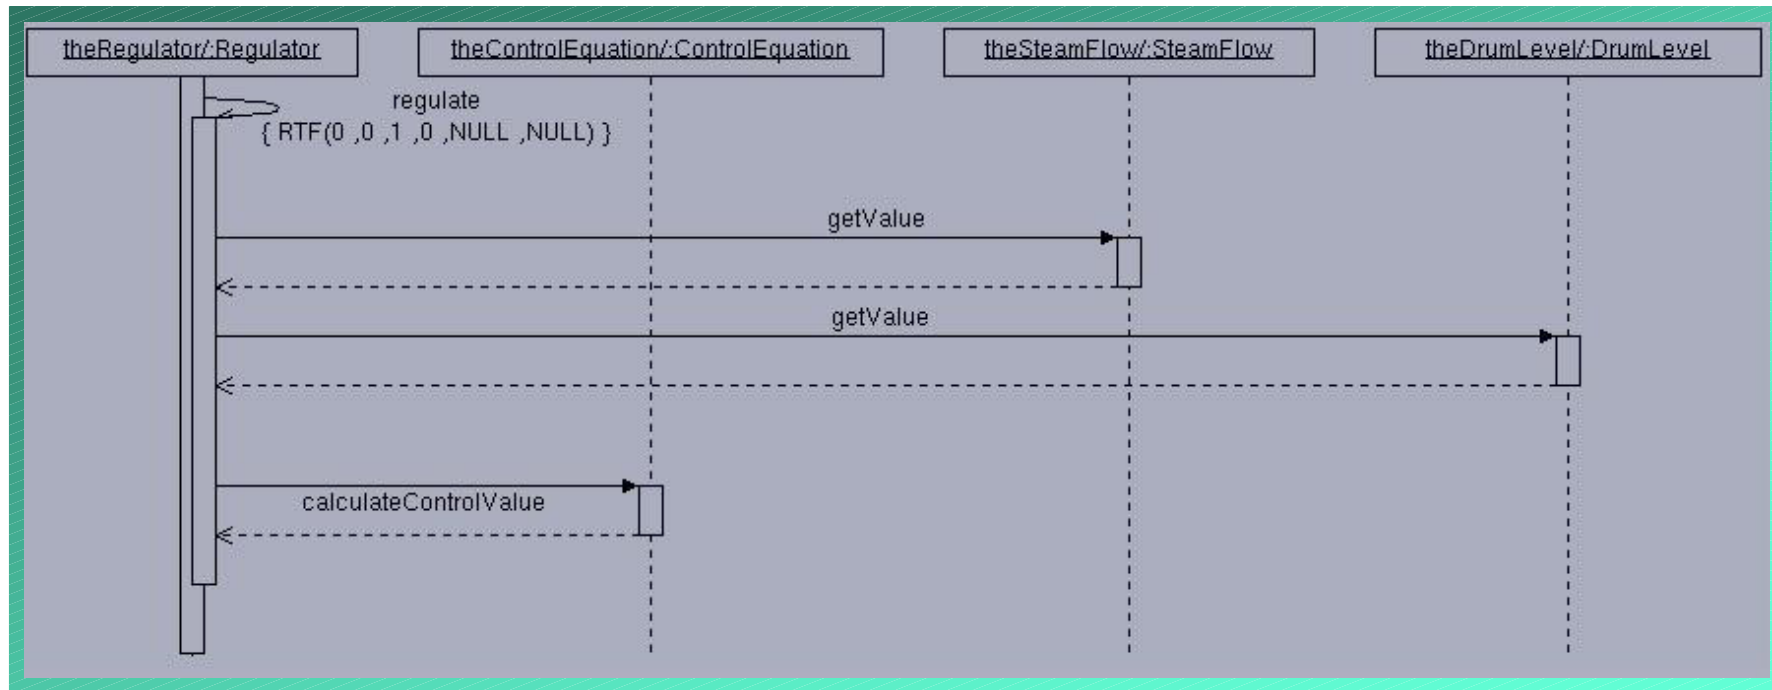 theRegulator/:Regulator
theControlEquation/:ControlEquation
theSteamFlow/:SteamFlow
theDrumLevel/:DrumLevel
regulate
{ RTF(0 ,0 ,1 ,0 ,NULL ,NULL) }
getValue
getValue
calculateControlValue